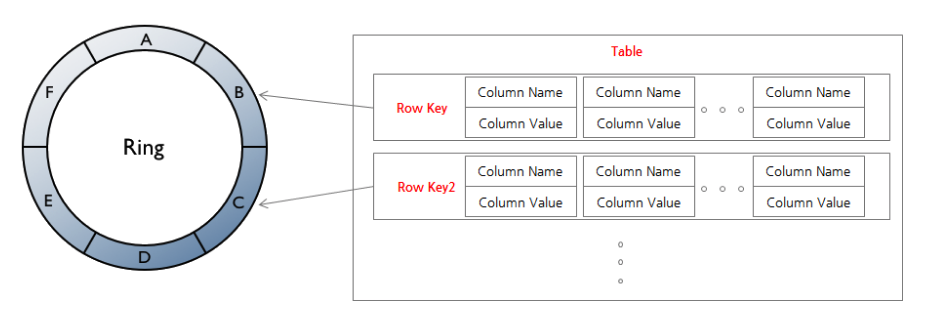 A
B
C
D
E
F
Ring
Table
Row Key
Column Name
Column Value
Column Name
Column Value
Column Name
Column Value
Row Key2
Column Name
Column Value
Column Name
Column Value
Column Name
Column Value